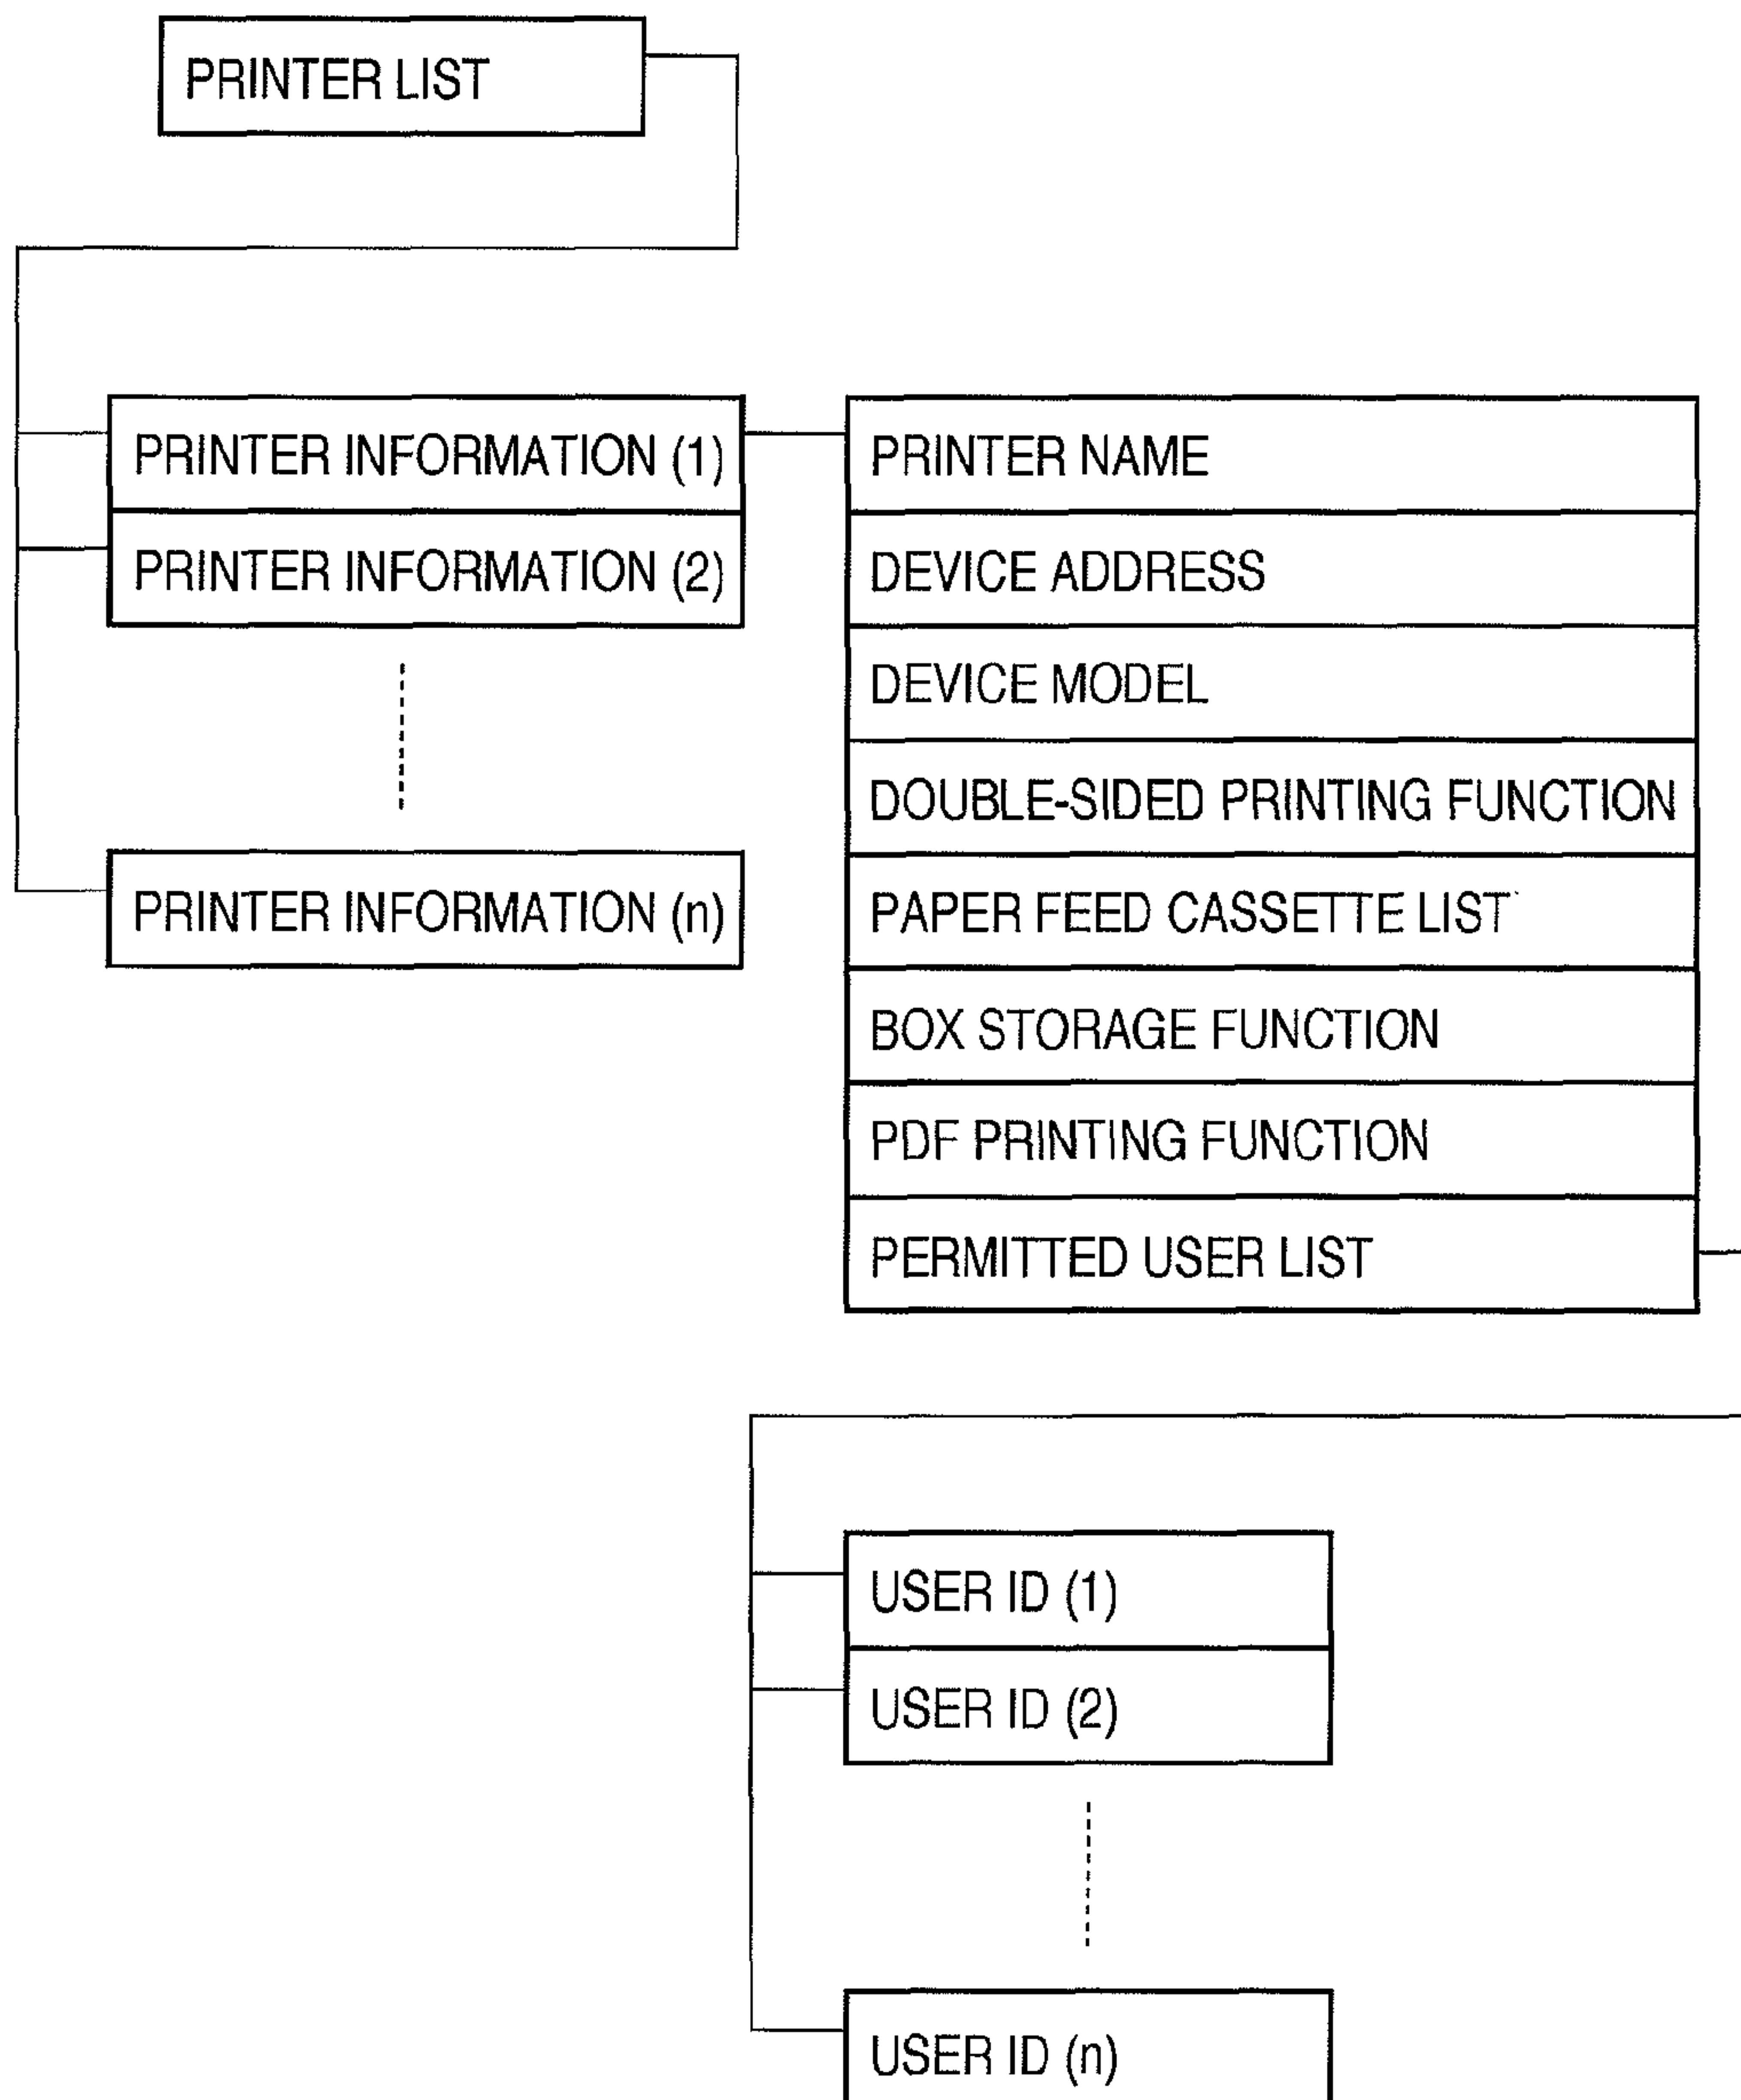 PRINTER LIST
PRINTER INFORMATION (1)
PRINTER INFORMATION (2)
PRINTER INFORMATION (n)
PRINTER NAME
DEVICE ADDRESS
DEVICE MODEL
DOUBLE-SIDED PRINTING FUNCTION
PAPER FEED CASSETTE LIST
BOX STORAGE FUNCTION
PDF PRINTING FUNCTION
PERMITTED USER LIST
USER ID (1)
USER ID (2)
USER ID (n)